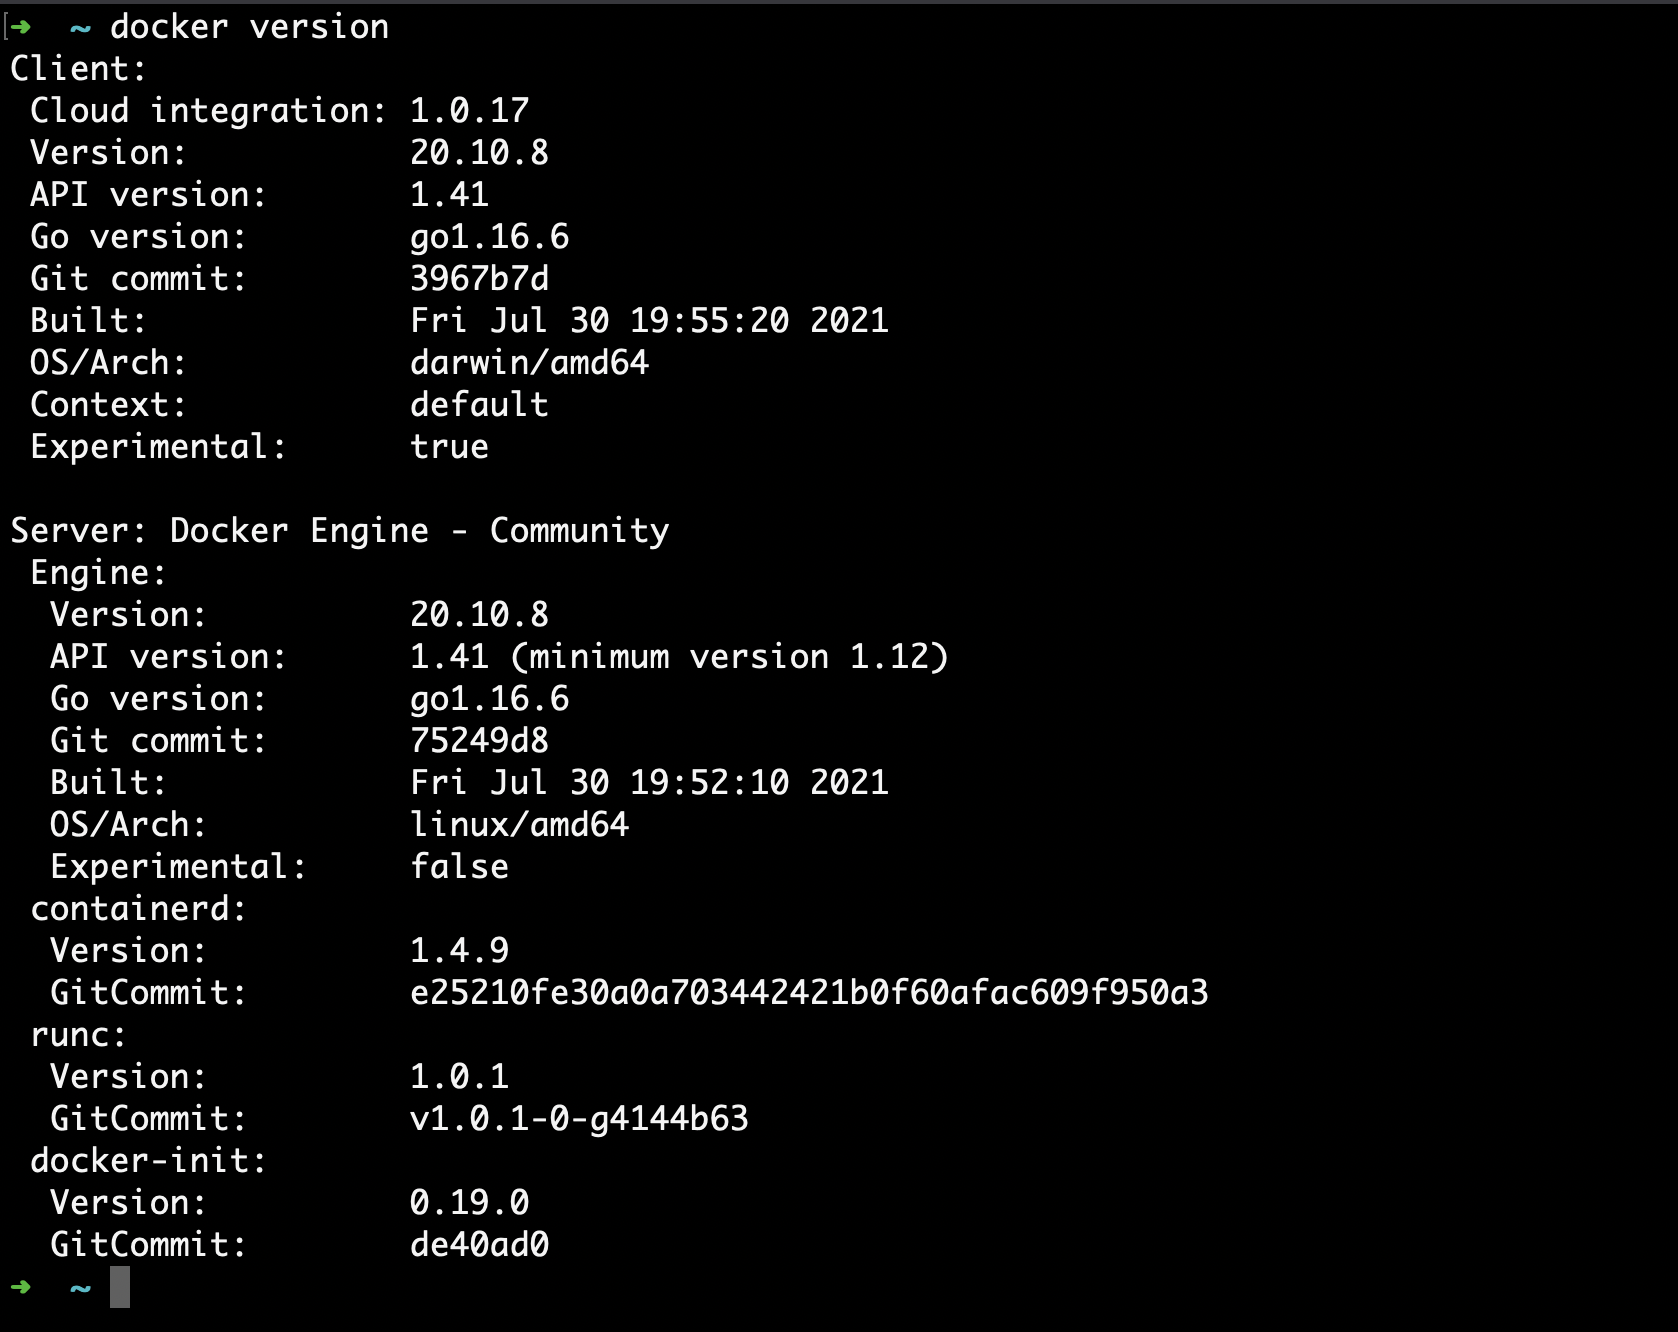 ➜  ~ docker version
Client:
 Cloud integration: 1.0.17
 Version:           20.10.8
 API version:       1.41
 Go version:        go1.16.6
 Git commit:        3967b7d
 Built:             Fri Jul 30 19:55:20 2021
 OS/Arch:           darwin/amd64
 Context:           default
 Experimental:      true

Server: Docker Engine - Community
 Engine:
  Version:          20.10.8
  API version:      1.41 (minimum version 1.12)
  Go version:       go1.16.6
  Git commit:       75249d8
  Built:            Fri Jul 30 19:52:10 2021
  OS/Arch:          linux/amd64
  Experimental:     false
 containerd:
  Version:          1.4.9
  GitCommit:        e25210fe30a0a703442421b0f60afac609f950a3
 runc:
  Version:          1.0.1
  GitCommit:        v1.0.1-0-g4144b63
 docker-init:
  Version:          0.19.0
  GitCommit:        de40ad0
➜  ~